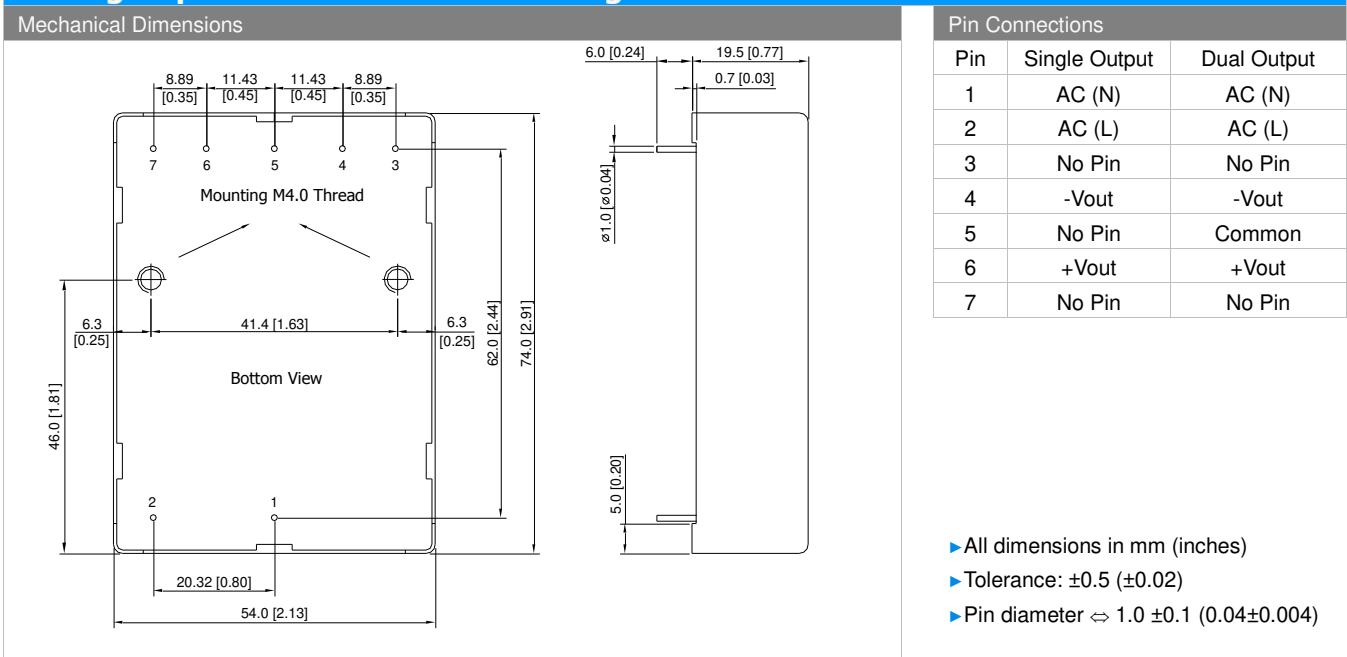 Mechanical Dimensions
8.89 11.43 11.43 8.89
[0.35] [0.45] [0.45] [0.35]
7 6 5 4 3
Mounting M4.0 Thread
6.3 41.4 [1.63] 6.3
[0.25] [0.25]
62.0 [2.44]
74.0 [2.91]
Bottom View
46.0 [1.81]
2 1
20.32 [0.80]
54.0 [2.13]
6.0 [0.24] 19.5 [0.77]
0.7 [0.03]
⌀1.0 [⌀0.04]
5.0 [0.20]
Pin Connections
Pin Single Output Dual Output
1 AC (N) AC (N)
2 AC (L) AC (L)
3 No Pin No Pin
4 -Vout -Vout
5 No Pin Common
6 +Vout +Vout
7 No Pin No Pin
►All dimensions in mm (inches)
►Tolerance: ±0.5 (±0.02)
►Pin diameter ⇔ 1.0 ±0.1 (0.04±0.004)